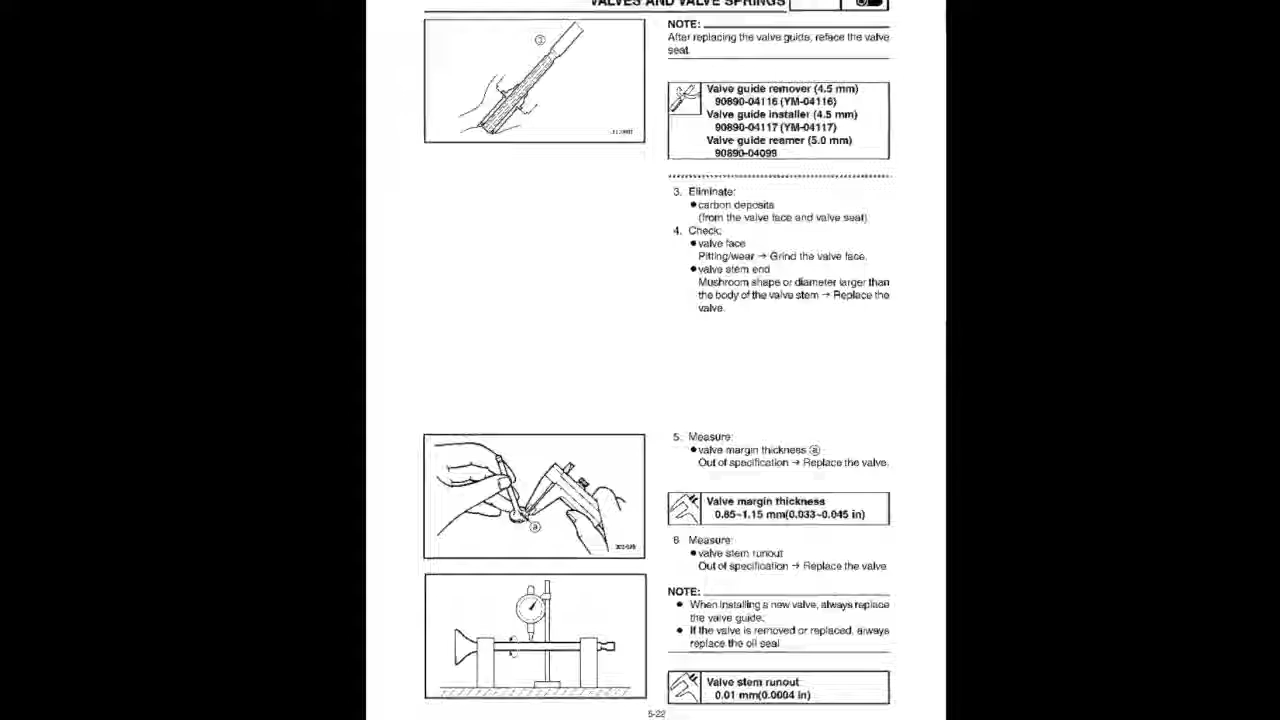 VALVES AND VALVE SPRINGS
NOTE:
After replacing the valve guide, reface the valve
seat.
Valve guide remover (4.5 mm)
90890-04116 (YM-04116)
Valve guide installer (4.5 mm)
90890-04117 (YM-04117)
Valve guide reamer (5.0 mm)
90890-04099
3. Eliminate:
● carbon deposits
(from the valve face and valve seat)
4. Check:
● valve face
Pitting/wear → Grind the valve face.
● valve stem end
Mushroom shape or diameter larger than
the body of the valve stem → Replace the
valve.
5. Measure:
● valve margin thickness ⓐ
Out of specification → Replace the valve.
ⓐ
Valve margin thickness
0.85~1.15 mm(0.033~0.045 in)
6 Measure:
● valve stem runout
Out of specification → Replace the valve
NOTE:
● When installing a new valve, always replace
the valve guide.
● If the valve is removed or replaced, always
replace the oil seal
Valve stem runout
0.01 mm(0.0004 in)
5-22